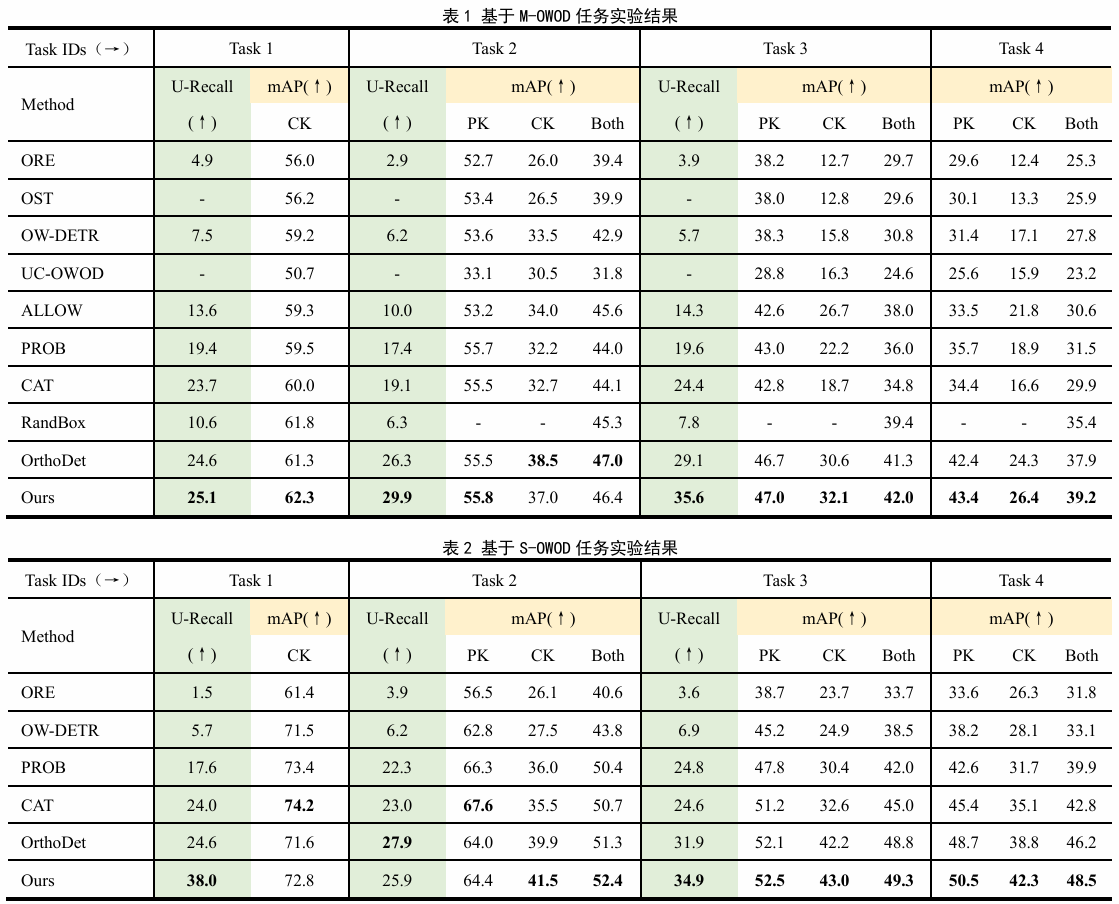 表1 基于 M-OWOD 任务实验结果
Task IDs（→） Task 1 Task 2 Task 3 Task 4
Method U-Recall mAP(↑) U-Recall mAP(↑) U-Recall mAP(↑) mAP(↑)
(↑) CK (↑) PK CK Both (↑) PK CK Both PK CK Both
ORE 4.9 56.0 2.9 52.7 26.0 39.4 3.9 38.2 12.7 29.7 29.6 12.4 25.3
OST - 56.2 - 53.4 26.5 39.9 - 38.0 12.8 29.6 30.1 13.3 25.9
OW-DETR 7.5 59.2 6.2 53.6 33.5 42.9 5.7 38.3 15.8 30.8 31.4 17.1 27.8
UC-OWOD - 50.7 - 33.1 30.5 31.8 - 28.8 16.3 24.6 25.6 15.9 23.2
ALLOW 13.6 59.3 10.0 53.2 34.0 45.6 14.3 42.6 26.7 38.0 33.5 21.8 30.6
PROB 19.4 59.5 17.4 55.7 32.2 44.0 19.6 43.0 22.2 36.0 35.7 18.9 31.5
CAT 23.7 60.0 19.1 55.5 32.7 44.1 24.4 42.8 18.7 34.8 34.4 16.6 29.9
RandBox 10.6 61.8 6.3 - - 45.3 7.8 - - 39.4 - - 35.4
OrthoDet 24.6 61.3 26.3 55.5 38.5 47.0 29.1 46.7 30.6 41.3 42.4 24.3 37.9
Ours 25.1 62.3 29.9 55.8 37.0 46.4 35.6 47.0 32.1 42.0 43.4 26.4 39.2
表2 基于 S-OWOD 任务实验结果
Task IDs（→） Task 1 Task 2 Task 3 Task 4
Method U-Recall mAP(↑) U-Recall mAP(↑) U-Recall mAP(↑) mAP(↑)
(↑) CK (↑) PK CK Both (↑) PK CK Both PK CK Both
ORE 1.5 61.4 3.9 56.5 26.1 40.6 3.6 38.7 23.7 33.7 33.6 26.3 31.8
OW-DETR 5.7 71.5 6.2 62.8 27.5 43.8 6.9 45.2 24.9 38.5 38.2 28.1 33.1
PROB 17.6 73.4 22.3 66.3 36.0 50.4 24.8 47.8 30.4 42.0 42.6 31.7 39.9
CAT 24.0 74.2 23.0 67.6 35.5 50.7 24.6 51.2 32.6 45.0 45.4 35.1 42.8
OrthoDet 24.6 71.6 27.9 64.0 39.9 51.3 31.9 52.1 42.2 48.8 48.7 38.8 46.2
Ours 38.0 72.8 25.9 64.4 41.5 52.4 34.9 52.5 43.0 49.3 50.5 42.3 48.5